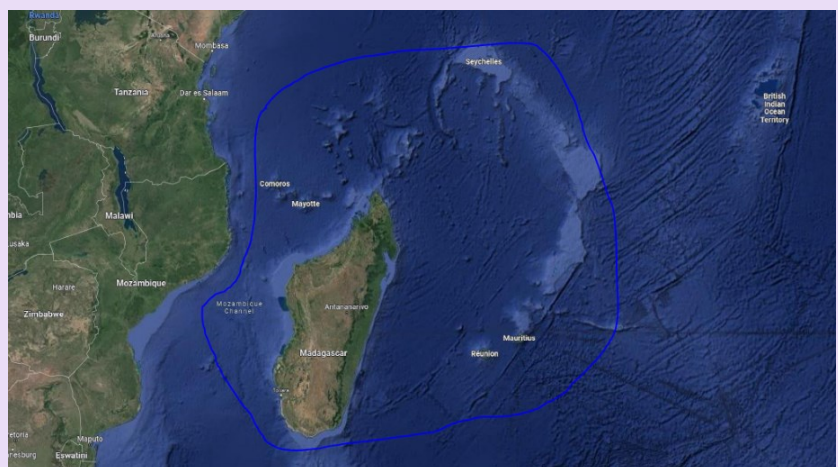 Rwanda
Burundi
Mombasa
Seychelles
Tanzania
Dar es Salaam
British
Indian
Ocean
Territory
Comoros
Mayotte
Malawi
nbia
Lusaka
Mozambique
Harare
Mozambique
Channel
Antananarivo
Zimbabwe
Mauritius
Madagascar
Réunion
Maputo
Eswatini